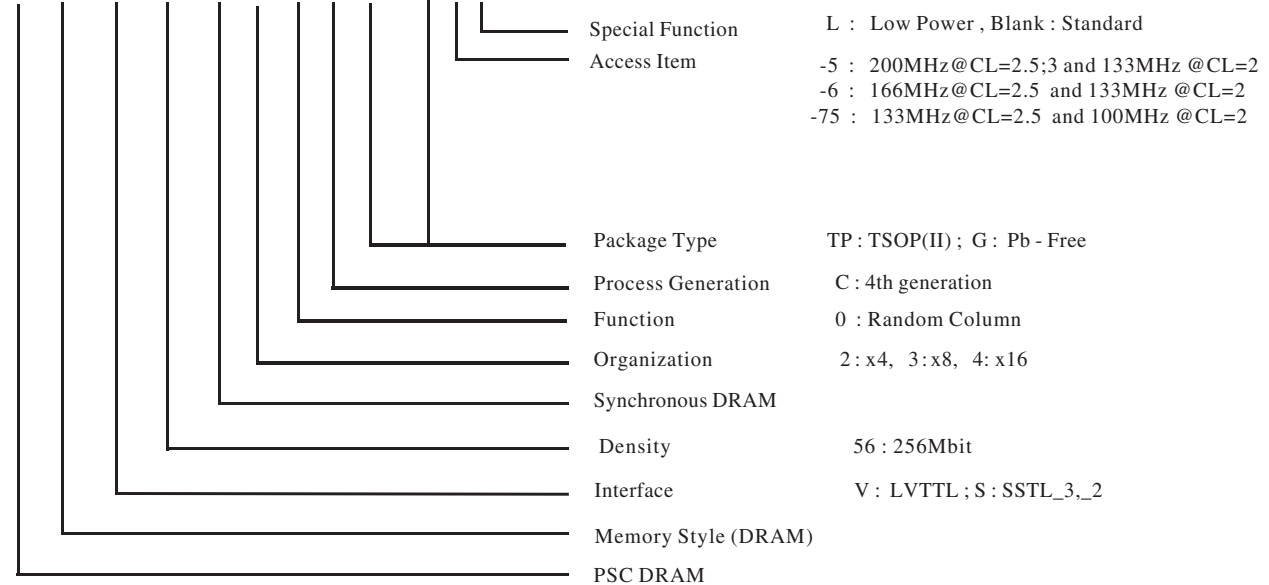 Special Function L : Low Power , Blank : Standard
Access Item -5 : 200MHz@CL=2.5;3 and 133MHz @CL=2
-6 : 166MHz@CL=2.5 and 133MHz @CL=2
-75 : 133MHz@CL=2.5 and 100MHz @CL=2
Package Type TP : TSOP(II) ; G : Pb - Free
Process Generation C : 4th generation
Function 0 : Random Column
Organization 2 : x4, 3 : x8, 4 : x16
Synchronous DRAM
Density 56 : 256Mbit
Interface V : LVTTL ; S : SSTL_3,_2
Memory Style (DRAM)
PSC DRAM